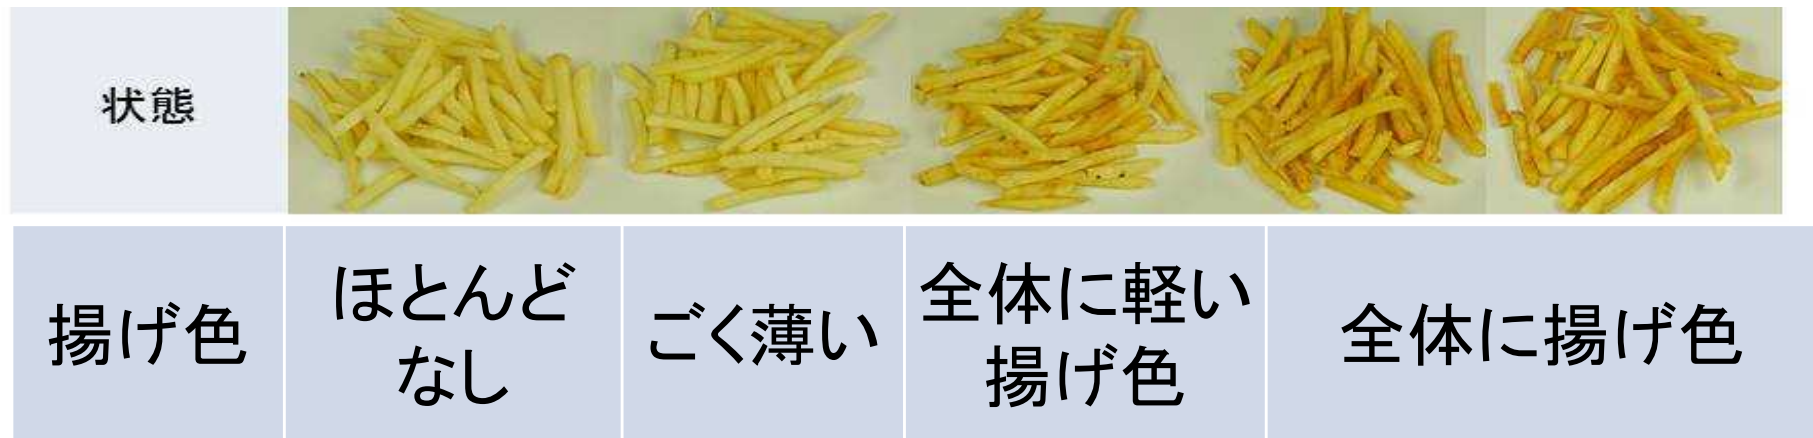 状態
揚げ色
ほとんど
なし
ごく薄い
全体に軽い
揚げ色
全体に揚げ色